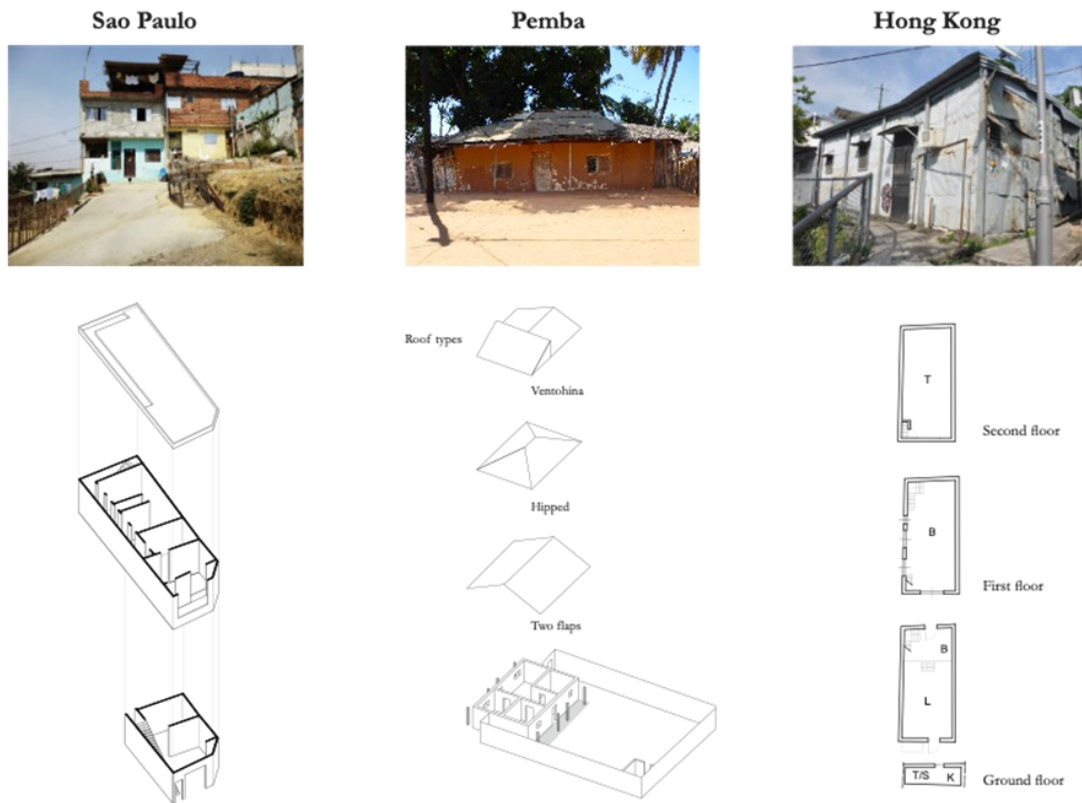 Sao Paulo
Pemba
Hong Kong
Roof types
Ventohina
Hipped
Two flaps
T
Second floor
B
First floor
B
L
T/S K
Ground floor